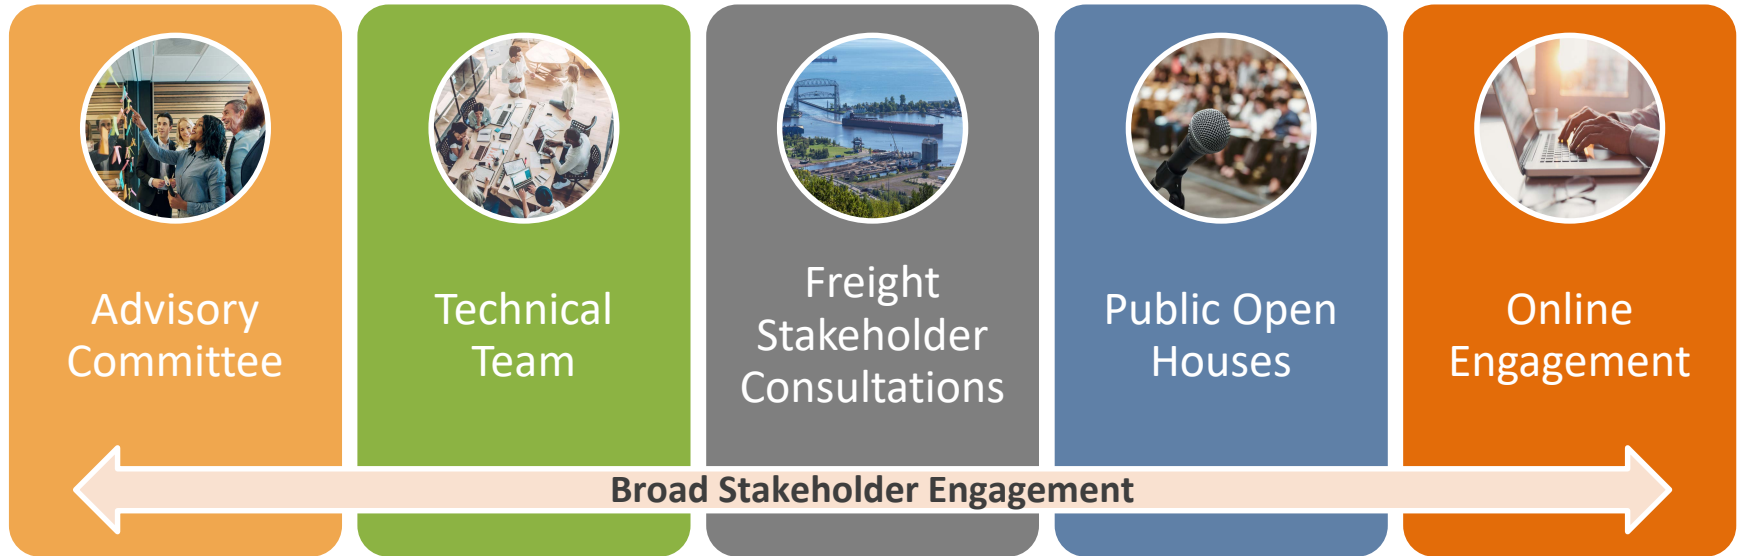 Advisory
Committee
Technical
Team
Freight
Stakeholder
Consultations
Public Open
Houses
Online
Engagement
Broad Stakeholder Engagement